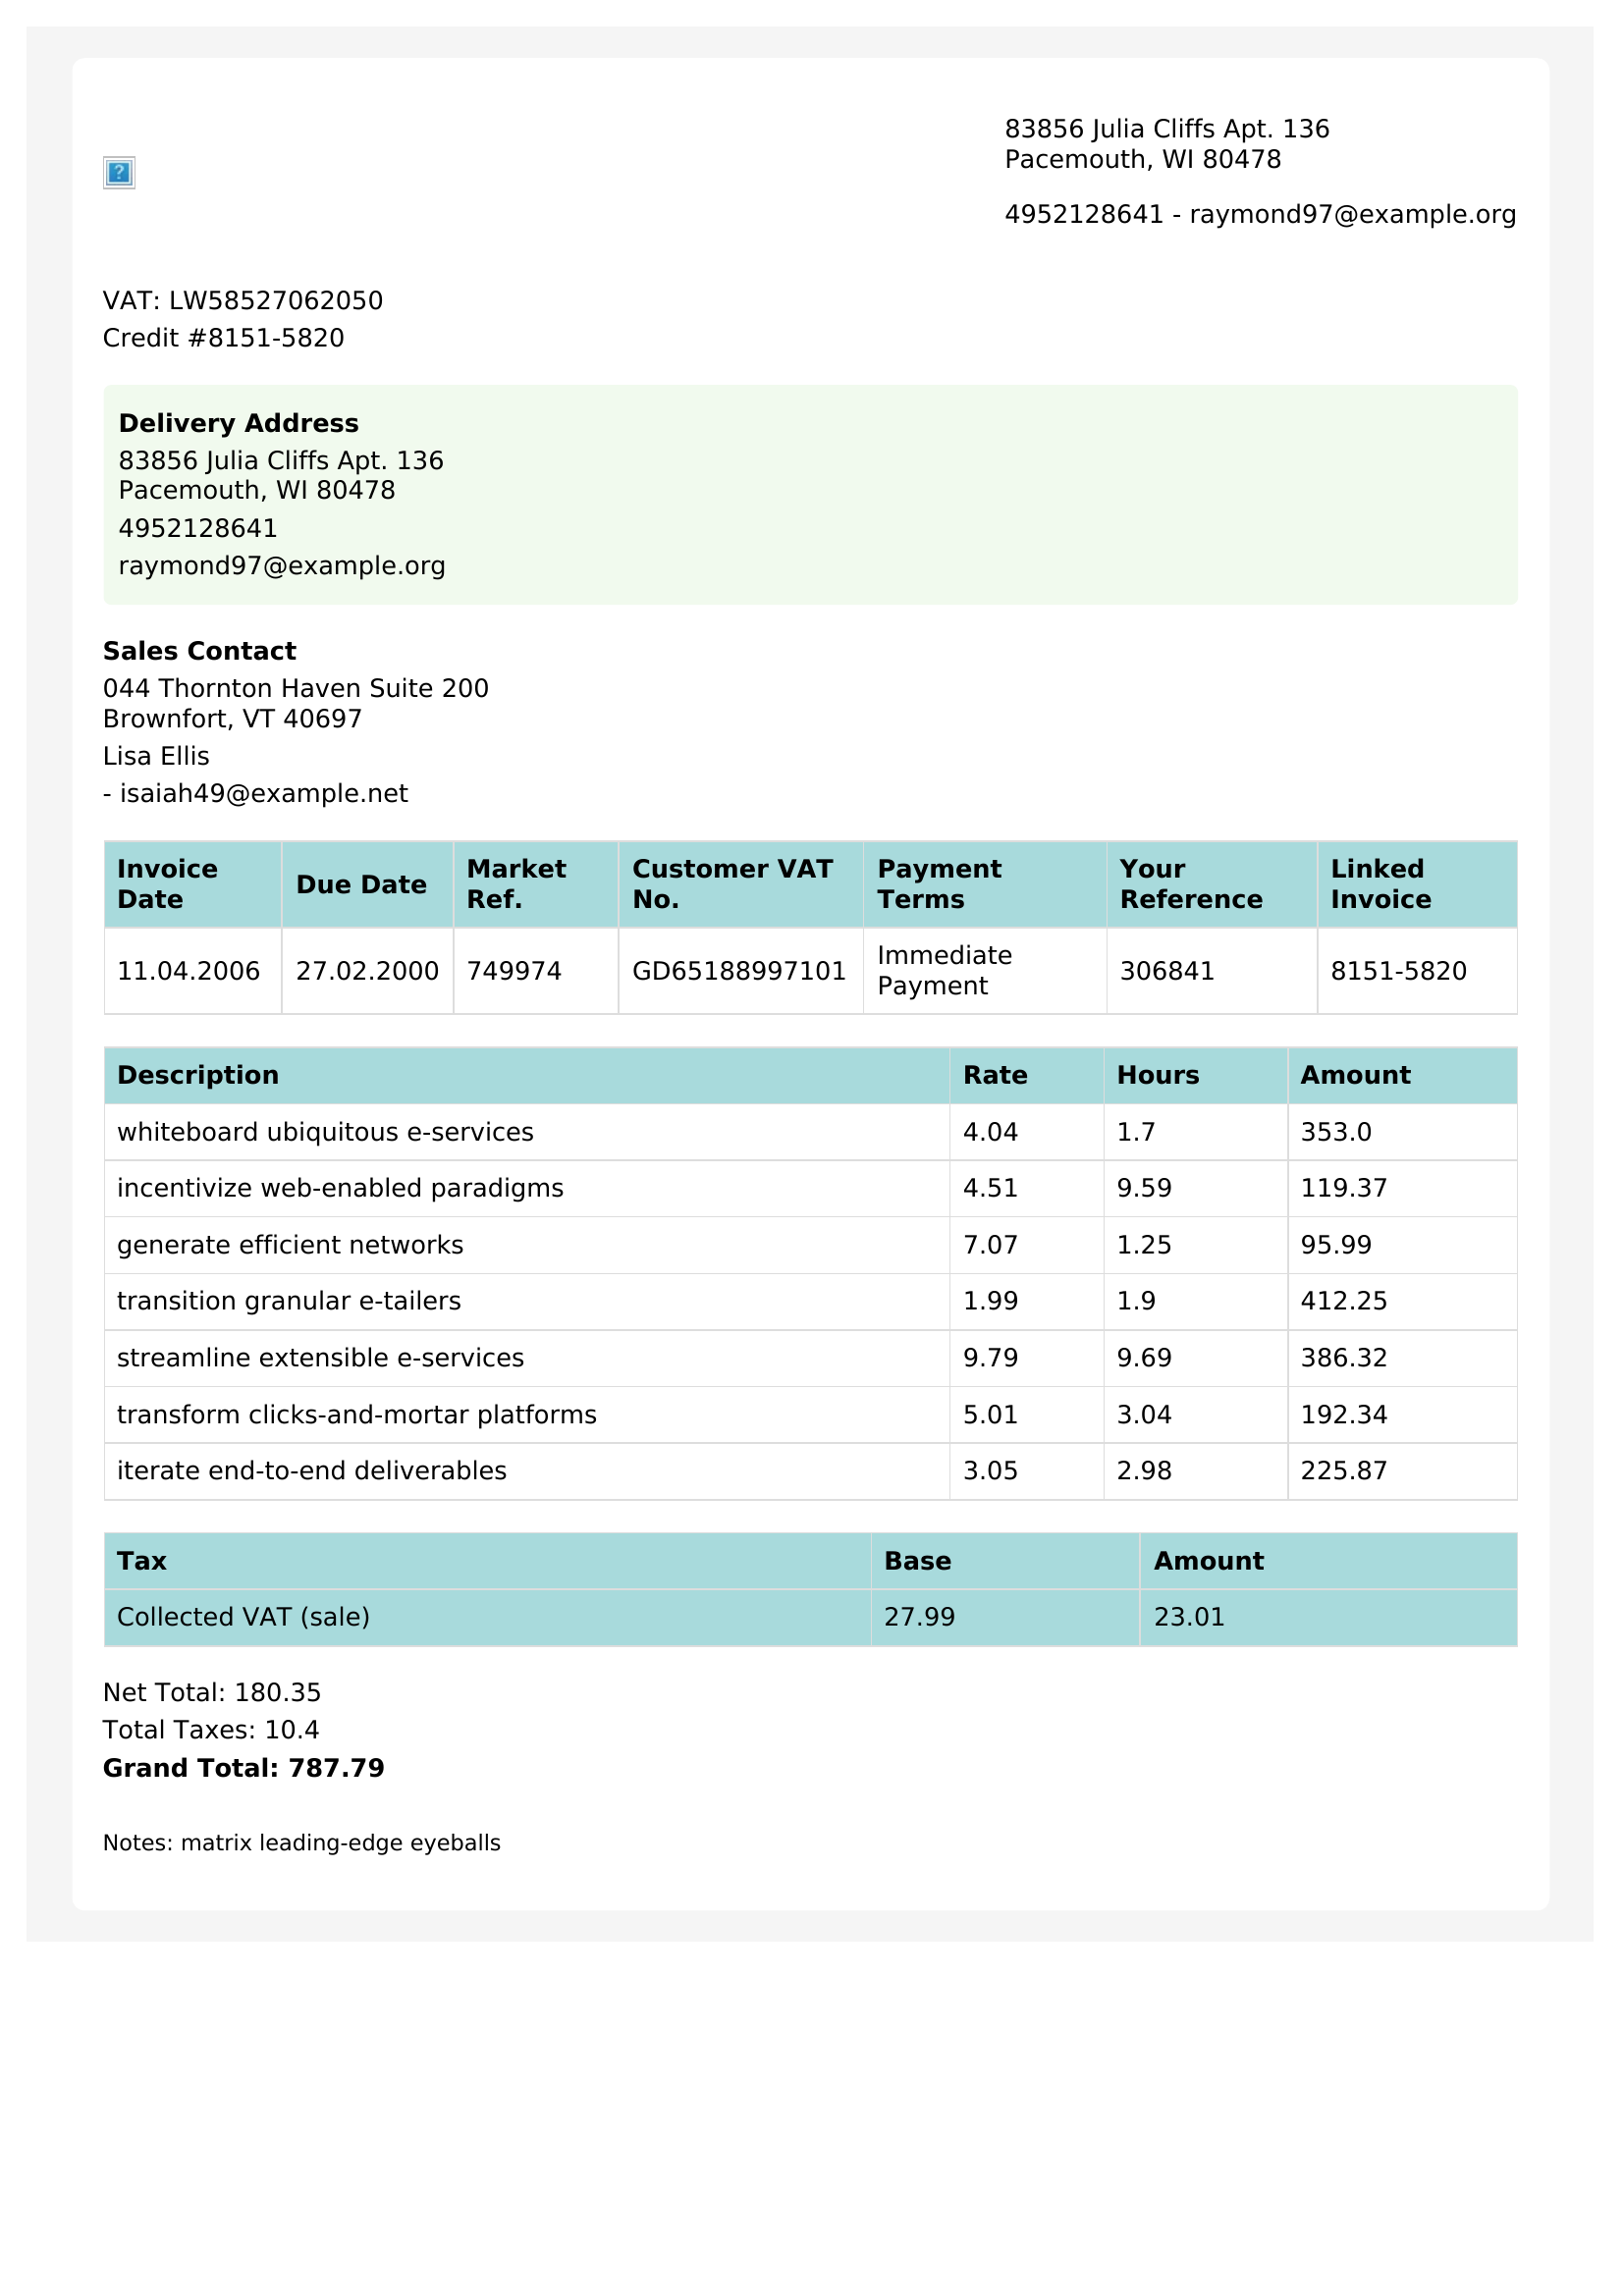 83856 Julia Cliffs Apt. 136
Pacemouth, WI 80478
4952128641 - raymond97@example.org
VAT: LW58527062050
Credit #8151-5820
Delivery Address
83856 Julia Cliffs Apt. 136
Pacemouth, WI 80478
4952128641
raymond97@example.org
Sales Contact
044 Thornton Haven Suite 200
Brownfort, VT 40697
Lisa Ellis
- isaiah49@example.net
Invoice Date Due Date Market Ref. Customer VAT No. Payment Terms Your Reference Linked Invoice
11.04.2006 27.02.2000 749974 GD65188997101 Immediate Payment 306841 8151-5820
Description Rate Hours Amount
whiteboard ubiquitous e-services 4.04 1.7 353.0
incentivize web-enabled paradigms 4.51 9.59 119.37
generate efficient networks 7.07 1.25 95.99
transition granular e-tailers 1.99 1.9 412.25
streamline extensible e-services 9.79 9.69 386.32
transform clicks-and-mortar platforms 5.01 3.04 192.34
iterate end-to-end deliverables 3.05 2.98 225.87
Tax Base Amount
Collected VAT (sale) 27.99 23.01
Net Total: 180.35
Total Taxes: 10.4
Grand Total: 787.79
Notes: matrix leading-edge eyeballs